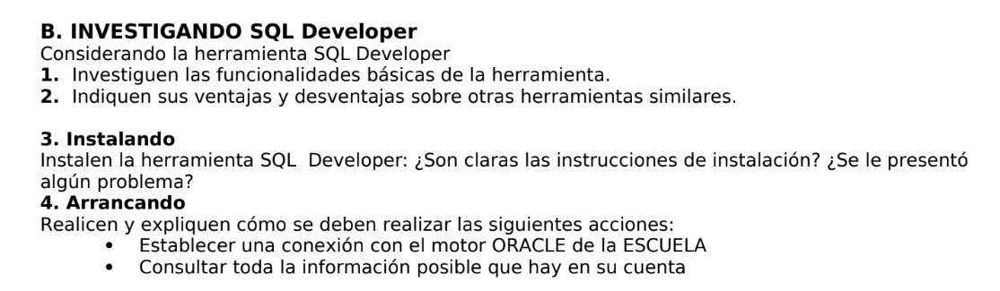 B. INVESTIGANDO SQL Developer
Considerando la herramienta SQL Developer
1. Investiguen las funcionalidades básicas de la herramienta.
2. Indiquen sus ventajas y desventajas sobre otras herramientas similares.
3. Instalando
Instalen la herramienta SQL  Developer: ¿Son claras las instrucciones de instalación? ¿Se le presentó
algún problema?
4. Arrancando
Realicen y expliquen cómo se deben realizar las siguientes acciones:
• Establecer una conexión con el motor ORACLE de la ESCUELA
• Consultar toda la información posible que hay en su cuenta